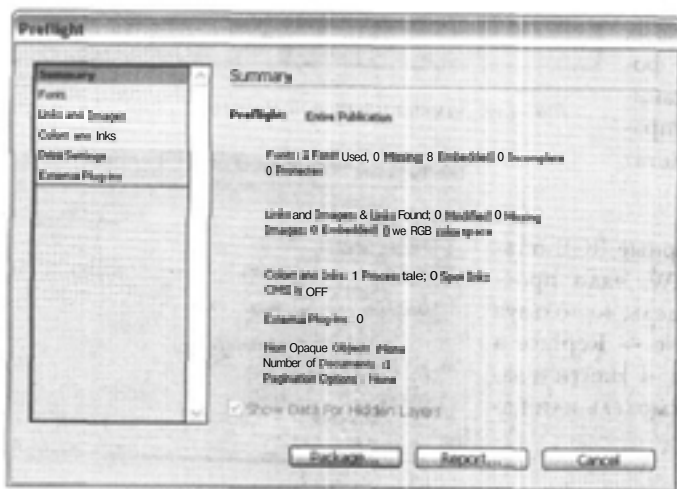 Preflight
Summary
Fonts
Links and Images
Colors and Inks
Print Settings
External Plug-ins
Summary
Preflight: Entire Publication
Fonts: Fonts Used, 0 Missing 8 Embedded 0 Incomplete
0 Protected
Links and Images: Links Found; 0 Modified 0 Missing
Images: 0 Embedded RGB color space
Colors and Inks: 1 Process 0 Spot Inks
CMS is OFF
External Plug-ins: 0
Non Opaque Objects: None
Number of Documents: 1
Pagination Options: None
Show Data For Hidden Layers
Package...
Report...
Cancel